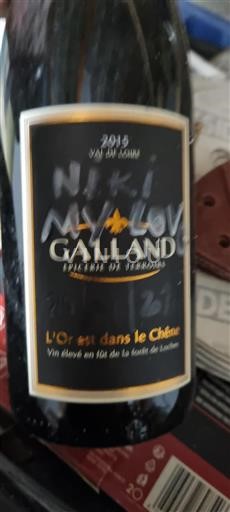 2015
VAL DE LOIRE
NIKI
MY LOV
GALLAND
EPICERIE DE TERROIRS
L'Or est dans le Chêne
Vin élevé en fût de la forêt de Loches